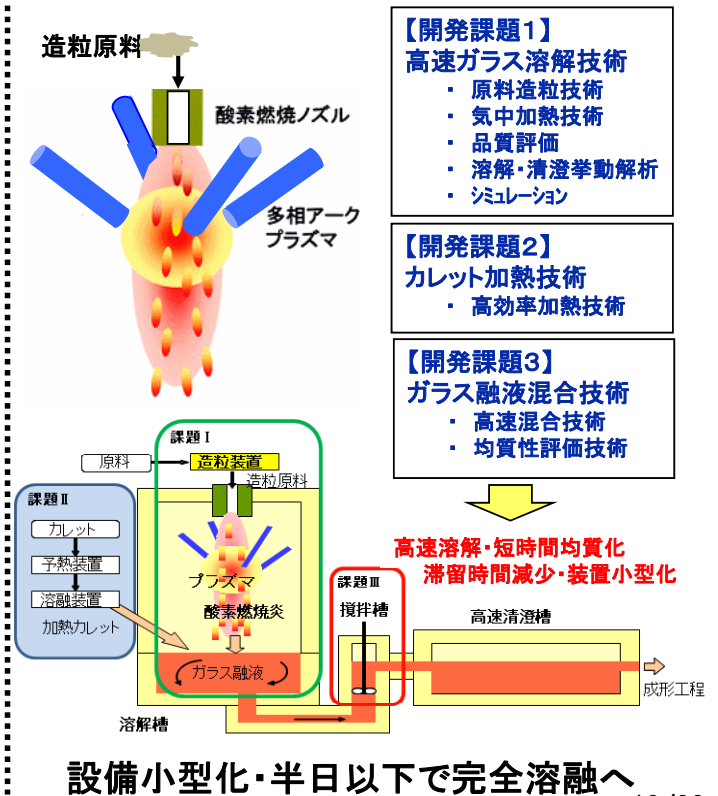 造粒原料
酸素燃焼ノズル
多相アーク
プラズマ
【開発課題1】
高速ガラス溶解技術
・ 原料造粒技術
・ 気中加熱技術
・ 品質評価
・ 溶解・清澄挙動解析
・ シミュレーション
【開発課題2】
カレット加熱技術
・ 高効率加熱技術
【開発課題3】
ガラス融液混合技術
・ 高速混合技術
・ 均質性評価技術
高速溶解・短時間均質化
滞留時間減少・装置小型化
課題Ⅰ
原料
造粒装置
造粒原料
課題Ⅱ
カレット
予熱装置
溶融装置
加熱カレット
プラズマ
酸素燃焼炎
ガラス融液
溶解槽
課題Ⅲ
撹拌槽
高速清澄槽
成形工程
設備小型化・半日以下で完全溶融へ